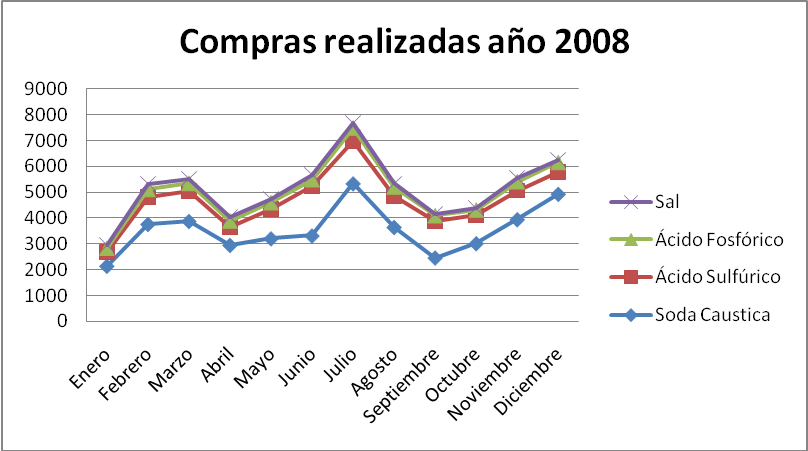 Compras realizadas año 2008
9000
8000
7000
6000
5000
4000
3000
2000
1000
0
Enero
Febrero
Marzo
Abril
Mayo
Junio
Julio
Agosto
Septiembre
Octubre
Noviembre
Diciembre
Sal
Ácido Fosfórico
Ácido Sulfúrico
Soda Caustica